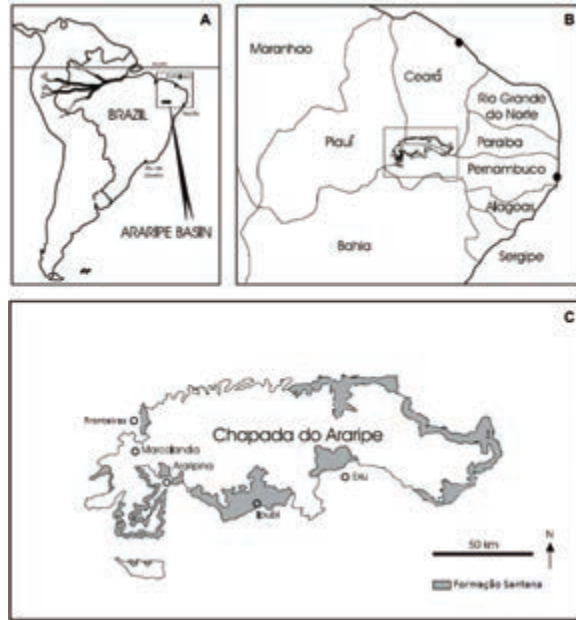 A
BRAZIL
ARARIPE BASIN
B
Maranhao
Ceará
Rio Grande
do Norte
Piauí
Paraiba
Pernambuco
Alagoas
Bahia
Sergipe
C
Fronteiras
Chapada do Araripe
Marcolandia
Araripina
Exu
Ipubi
50 km
N
Formação Santana